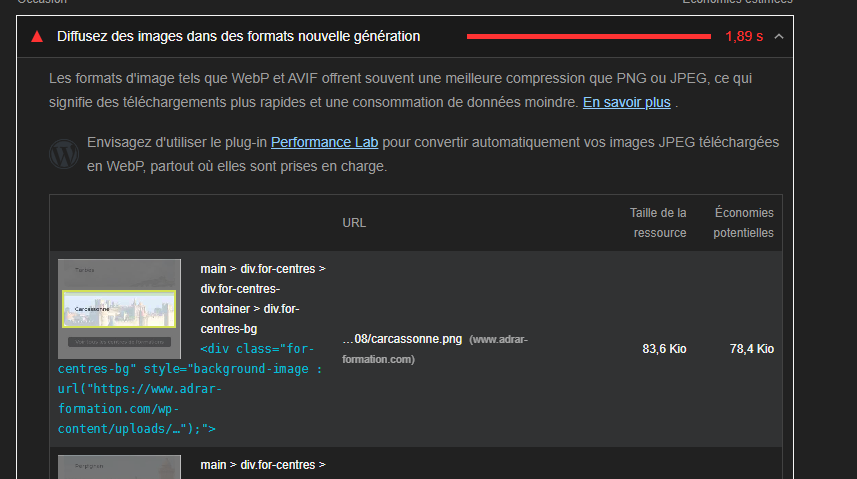 Occasion
Économies estimées
Diffusez des images dans des formats nouvelle génération
1,89 s
Les formats d'image tels que WebP et AVIF offrent souvent une meilleure compression que PNG ou JPEG, ce qui
signifie des téléchargements plus rapides et une consommation de données moindre. En savoir plus .
Envisagez d'utiliser le plug-in Performance Lab pour convertir automatiquement vos images JPEG téléchargées
en WebP, partout où elles sont prises en charge.
URL
Taille de la
ressource
Économies
potentielles
Carcassonne
main > div.for-centres >
div.for-centres-
container > div.for-
centres-bg
<div class="for-
centres-bg" style="background-image :
url("https://www.adrar-
formation.com/wp-
content/uploads/…");">
…08/carcassonne.png (www.adrar-
formation.com)
83,6 Kio
78,4 Kio
Perpignan
main > div.for-centres >